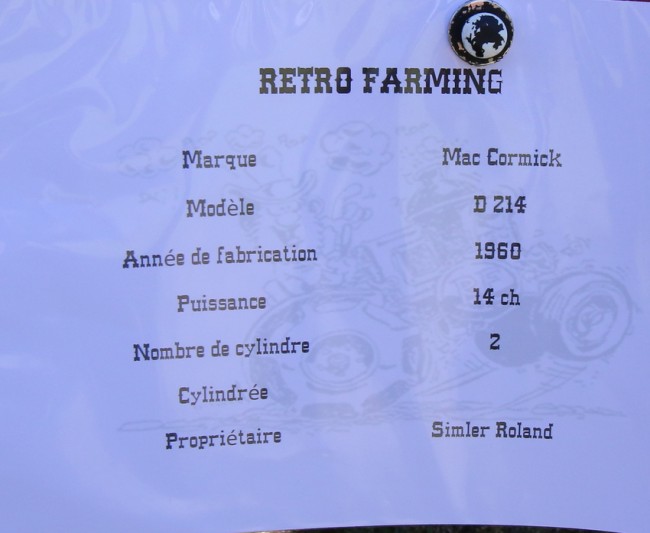 RETRO FARMING
Marque Mac Cormick
Modèle D 214
Année de fabrication 1960
Puissance 14 ch
Nombre de cylindre 2
Cylindrée
Propriétaire Simler Roland